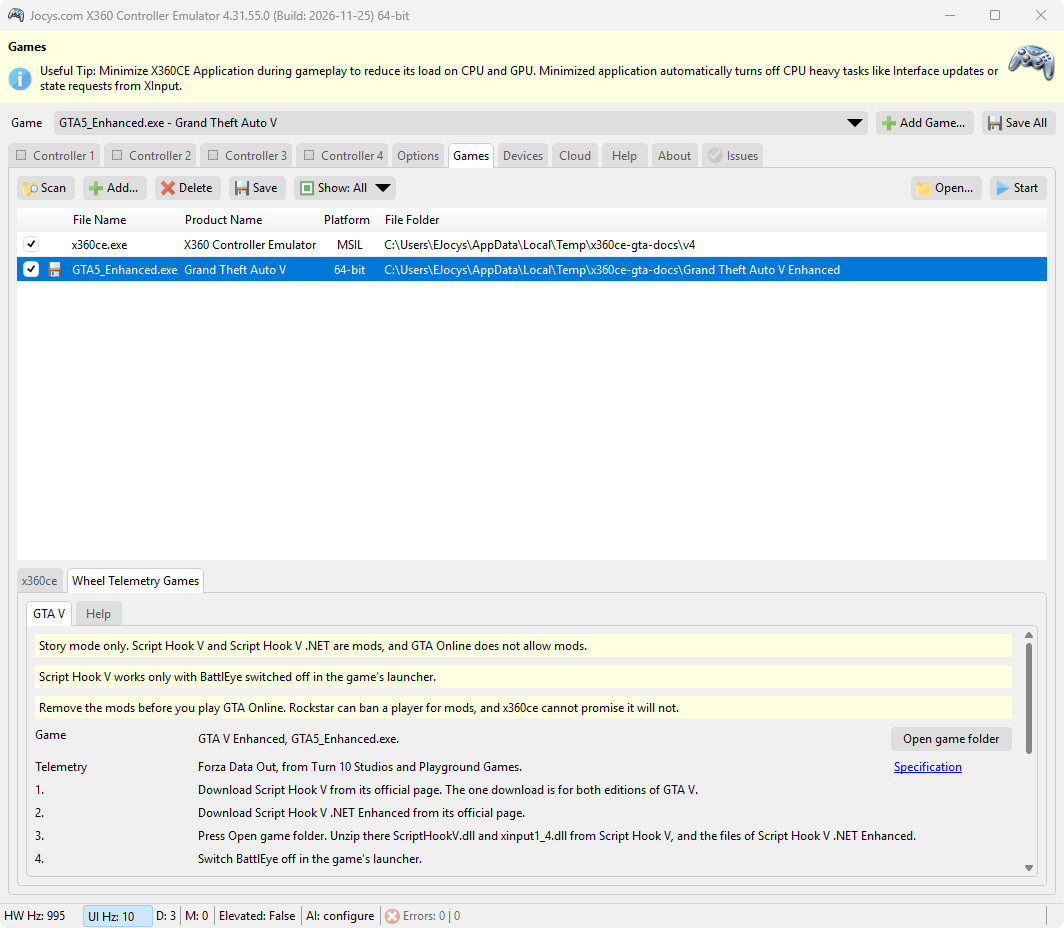 Jocys.com X360 Controller Emulator 4.31.55.0 (Build: 2026-11-25) 64-bit
Games
Useful Tip: Minimize X360CE Application during gameplay to reduce its load on CPU and GPU. Minimized application automatically turns off CPU heavy tasks like Interface updates or
state requests from XInput.
Game GTA5_Enhanced.exe - Grand Theft Auto V Add Game... Save All
Controller 1 Controller 2 Controller 3 Controller 4 Options Games Devices Cloud Help About Issues
Scan Add... Delete Save Show: All Open... Start
File Name Product Name Platform File Folder
x360ce.exe X360 Controller Emulator MSIL C:\Users\EJocys\AppData\Local\Temp\x360ce-gta-docs\v4
GTA5_Enhanced.exe Grand Theft Auto V 64-bit C:\Users\EJocys\AppData\Local\Temp\x360ce-gta-docs\Grand Theft Auto V Enhanced
x360ce Wheel Telemetry Games
GTA V Help
Story mode only. Script Hook V and Script Hook V .NET are mods, and GTA Online does not allow mods.
Script Hook V works only with BattlEye switched off in the game's launcher.
Remove the mods before you play GTA Online. Rockstar can ban a player for mods, and x360ce cannot promise it will not.
Game GTA V Enhanced, GTA5_Enhanced.exe. Open game folder
Telemetry Forza Data Out, from Turn 10 Studios and Playground Games. Specification
1. Download Script Hook V from its official page. The one download is for both editions of GTA V.
2. Download Script Hook V .NET Enhanced from its official page.
3. Press Open game folder. Unzip there ScriptHookV.dll and xinput1_4.dll from Script Hook V, and the files of Script Hook V .NET Enhanced.
4. Switch BattlEye off in the game's launcher.
HW Hz: 995 UI Hz: 10 D: 3 M: 0 Elevated: False AI: configure Errors: 0 | 0